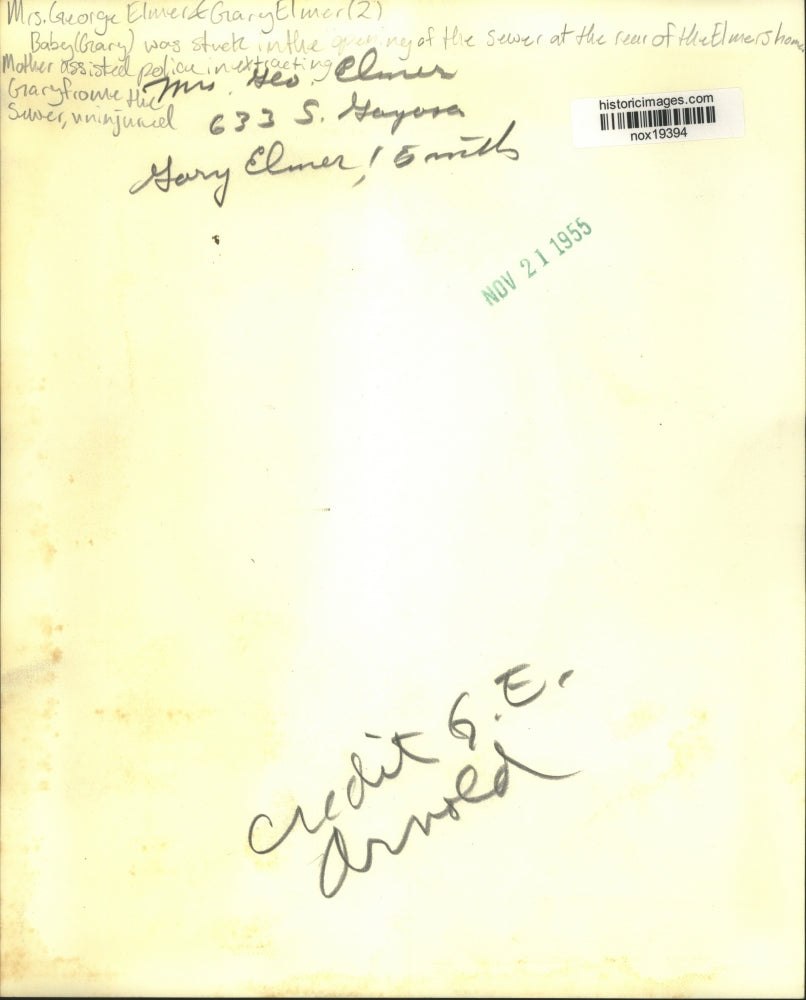 Mrs. George Elmer & Gary Elmer (2)
Baby (Gary) was stuck in the opening of the sewer at the rear of the Elmers home
Mother assisted police in extracting
Gary frome the
Sewer, uninjured
Mrs. Geo. Elmer
633 S. Gayosa
Gary Elmer, 15 mths
historicimages.com
nox19394
NOV 21 1955
Credit G. E.
Arnold